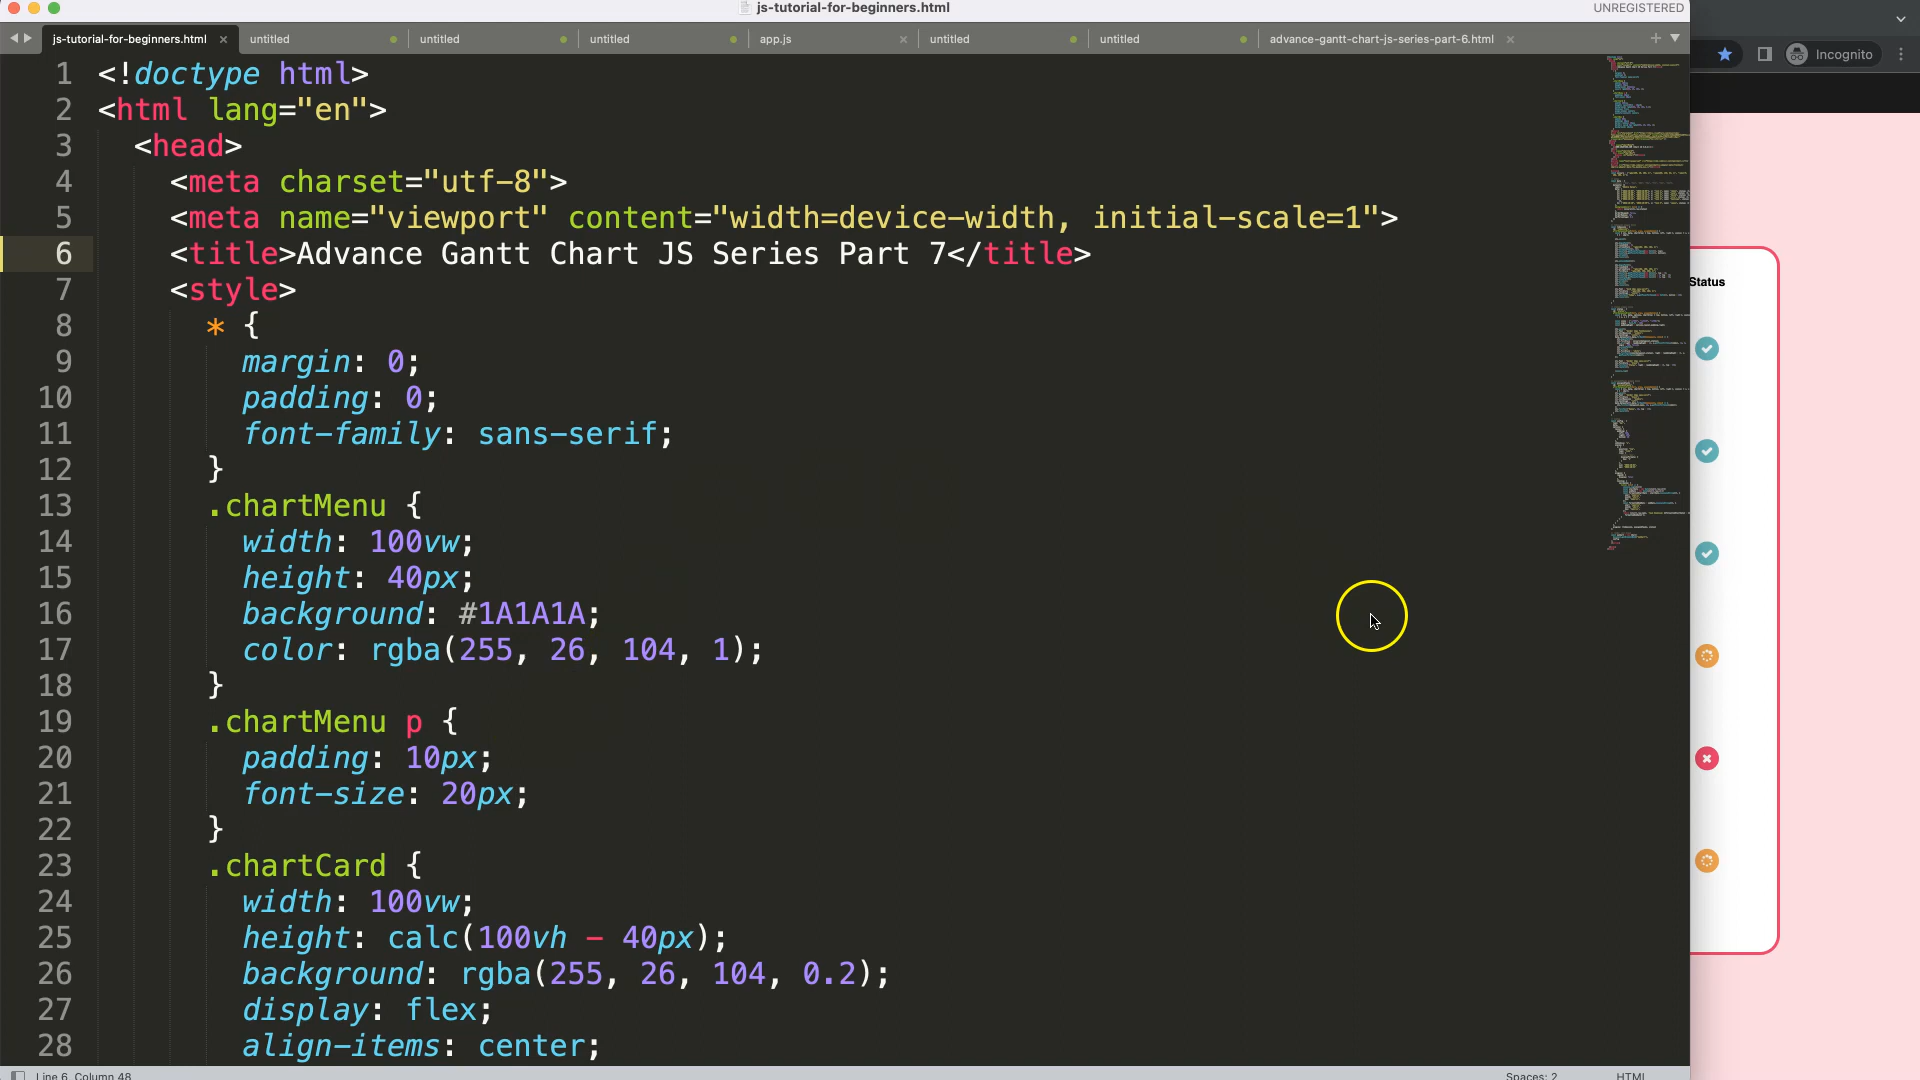 js-tutorial-for-beginners.html
UNREGISTERED
js-tutorial-for-beginners.html × untitled untitled untitled app.js × untitled untitled advance-gantt-chart-js-series-part-6.html × +
Incognito
1 <!doctype html>
2 <html lang="en">
3 <head>
4 <meta charset="utf-8">
5 <meta name="viewport" content="width=device-width, initial-scale=1">
6 <title>Advance Gantt Chart JS Series Part 7</title>
7 <style>
8 * {
9 margin: 0;
10 padding: 0;
11 font-family: sans-serif;
12 }
13 .chartMenu {
14 width: 100vw;
15 height: 40px;
16 background: #1A1A1A;
17 color: rgba(255, 26, 104, 1);
18 }
19 .chartMenu p {
20 padding: 10px;
21 font-size: 20px;
22 }
23 .chartCard {
24 width: 100vw;
25 height: calc(100vh - 40px);
26 background: rgba(255, 26, 104, 0.2);
27 display: flex;
28 align-items: center;
Status
Line 6, Column 48
Spaces: 2
HTML